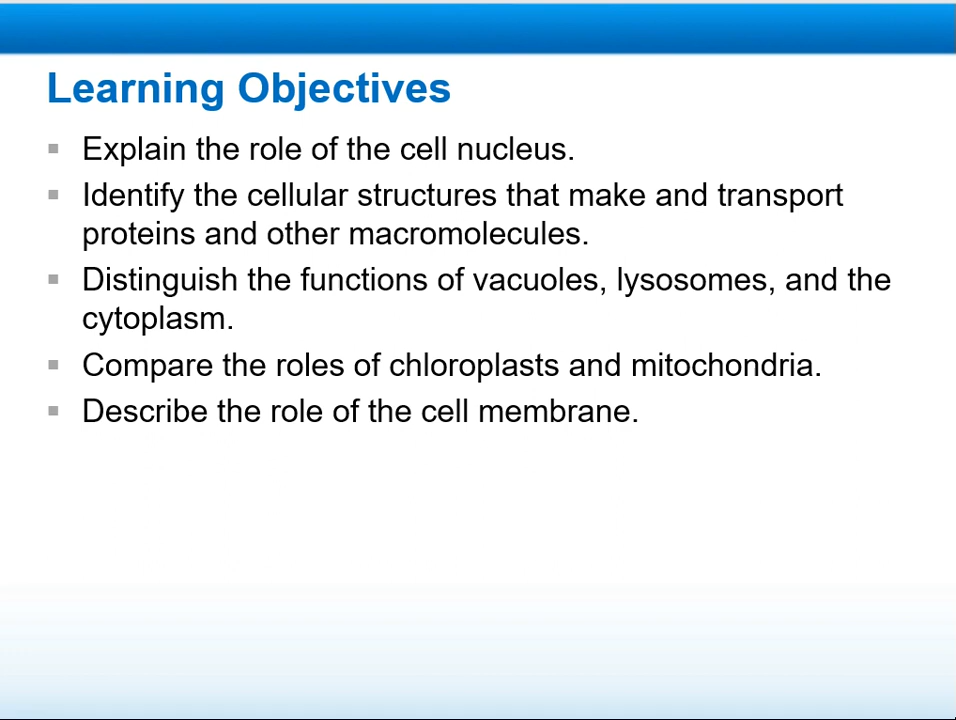 Learning Objectives
▪ Explain the role of the cell nucleus.
▪ Identify the cellular structures that make and transport
proteins and other macromolecules.
▪ Distinguish the functions of vacuoles, lysosomes, and the
cytoplasm.
▪ Compare the roles of chloroplasts and mitochondria.
▪ Describe the role of the cell membrane.